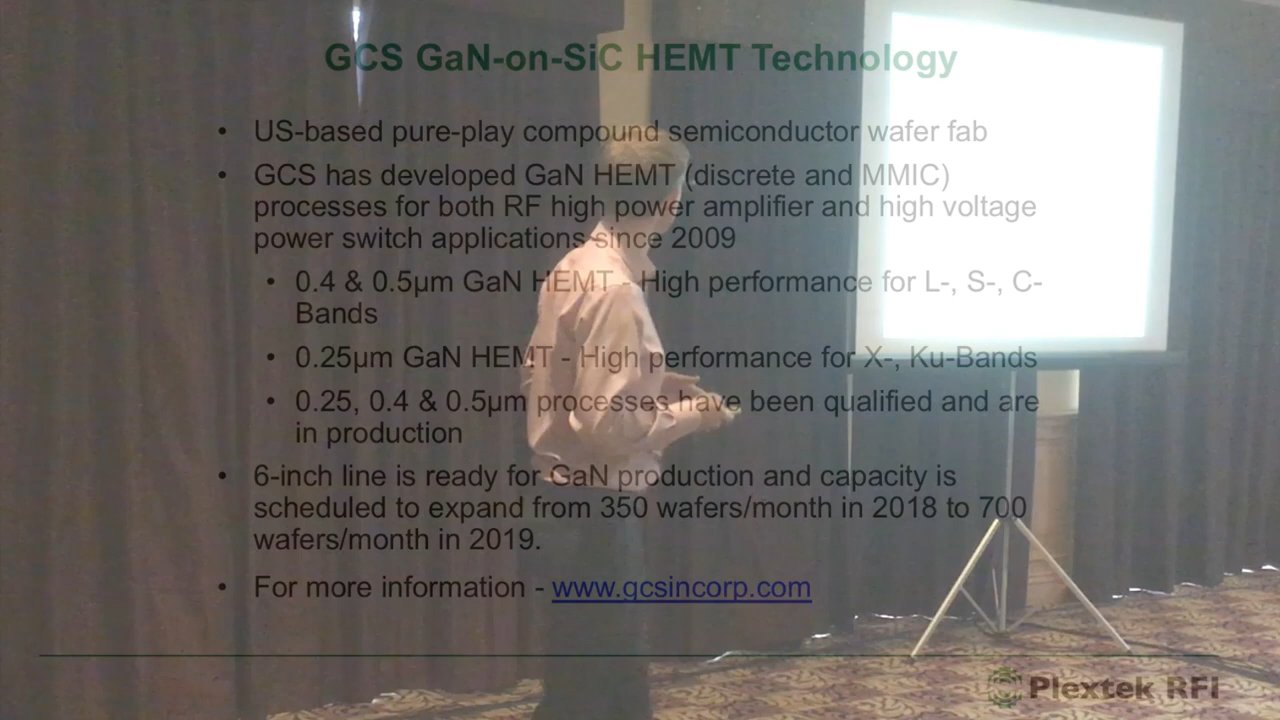 GCS GaN-on-SiC HEMT Technology
• US-based pure-play compound semiconductor wafer fab
• GCS has developed GaN HEMT (discrete and MMIC)
processes for both RF high power amplifier and high voltage
power switch applications since 2009
• 0.4 & 0.5µm GaN HEMT - High performance for L-, S-, C-
Bands
• 0.25µm GaN HEMT - High performance for X-, Ku-Bands
• 0.25, 0.4 & 0.5µm processes have been qualified and are
in production
• 6-inch line is ready for GaN production and capacity is
scheduled to expand from 350 wafers/month in 2018 to 700
wafers/month in 2019.
• For more information - www.gcsincorp.com
Plextek RFI